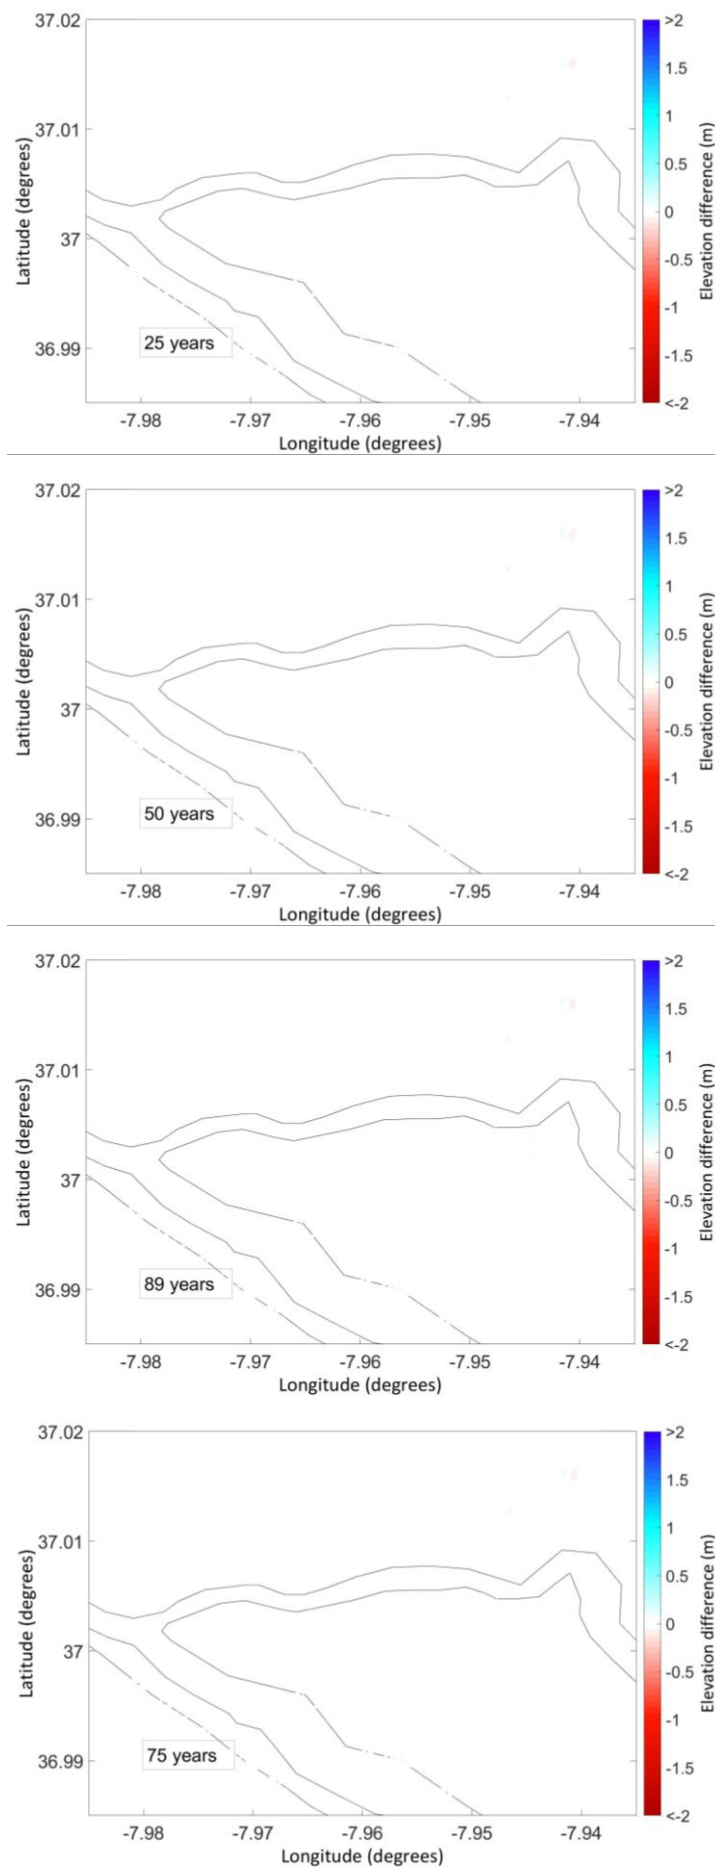 37.02
37.01
37
36.99
Latitude (degrees)
25 years
-7.98 -7.97 -7.96 -7.95 -7.94
Longitude (degrees)
>2
1.5
1
0.5
0
-0.5
-1
-1.5
<-2
Elevation difference (m)
37.02
37.01
37
36.99
Latitude (degrees)
50 years
-7.98 -7.97 -7.96 -7.95 -7.94
Longitude (degrees)
>2
1.5
1
0.5
0
-0.5
-1
-1.5
<-2
Elevation difference (m)
37.02
37.01
37
36.99
Latitude (degrees)
89 years
-7.98 -7.97 -7.96 -7.95 -7.94
Longitude (degrees)
>2
1.5
1
0.5
0
-0.5
-1
-1.5
<-2
Elevation difference (m)
37.02
37.01
37
36.99
Latitude (degrees)
75 years
-7.98 -7.97 -7.96 -7.95 -7.94
Longitude (degrees)
>2
1.5
1
0.5
0
-0.5
-1
-1.5
<-2
Elevation difference (m)